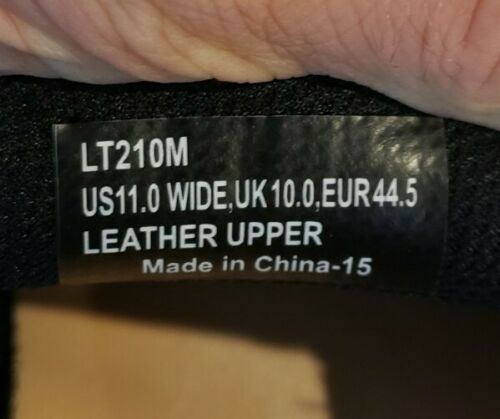 LT210M
US11.0 WIDE,UK10.0,EUR44.5
LEATHER UPPER
Made in China-15